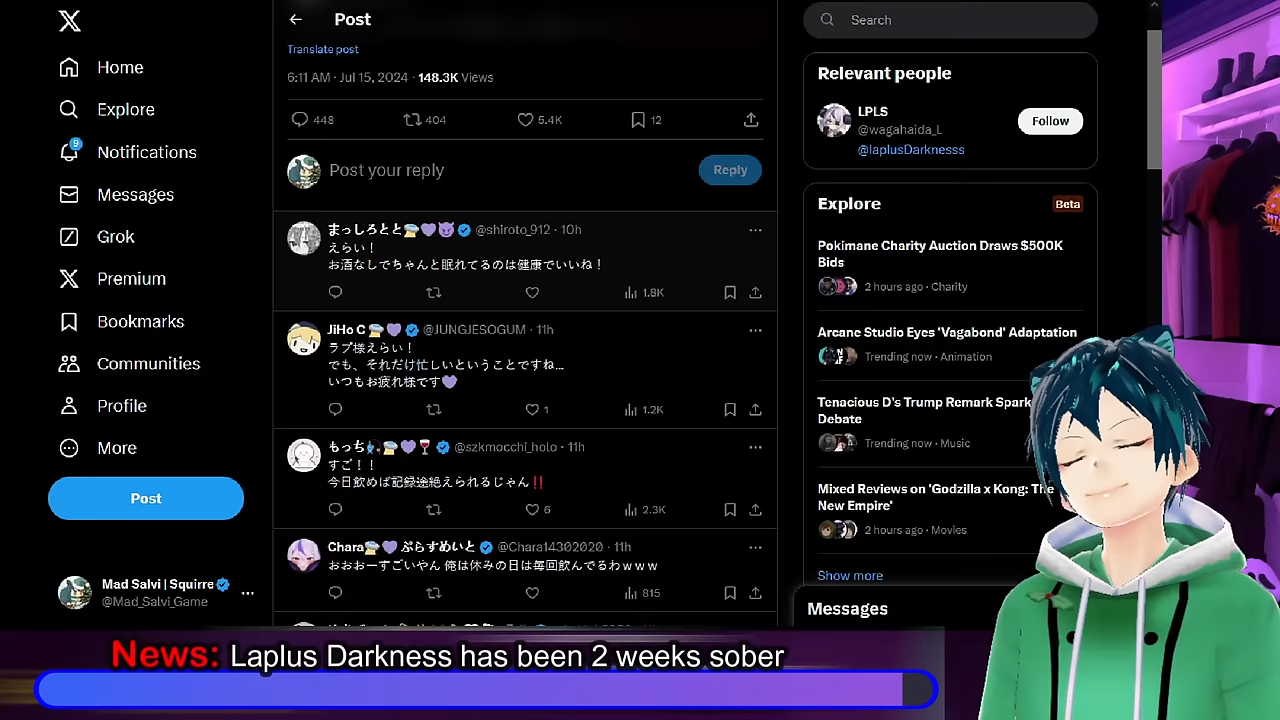 Home
Explore
Notifications
9
Messages
Grok
Premium
Bookmarks
Communities
Profile
More
Post
Mad Salvi | Squirre
@Mad_Salvi_Game
Post
Translate post
6:11 AM · Jul 15, 2024 · 148.3K Views
448 404 5.4K 12
Post your reply
Reply
まっしろとと @shiroto_912 · 10h
えらい！
お酒なしでちゃんと眠れてるのは健康でいいね！
1.8K
JiHo C @JUNGJESOGUM · 11h
ラプ様えらい！
でも、それだけ忙しいということですね...
いつもお疲れ様です💜
1 1.2K
もっち @szkmocchi_holo · 11h
すご！！
今日飲めば記録途絶えられるじゃん‼️
6 2.3K
Chara💜ぷらすめいと @Chara14302020 · 11h
おおおーすごいやん 俺は休みの日は毎回飲んでるわｗｗｗ
815
Search
Relevant people
LPLS
@wagahaida_L
@laplusDarknesss
Follow
Explore
Beta
Pokimane Charity Auction Draws $500K
Bids
2 hours ago · Charity
Arcane Studio Eyes 'Vagabond' Adaptation
Trending now · Animation
Tenacious D's Trump Remark Spark
Debate
Trending now · Music
Mixed Reviews on 'Godzilla x Kong: The
New Empire'
2 hours ago · Movies
Show more
Messages
News: Laplus Darkness has been 2 weeks sober